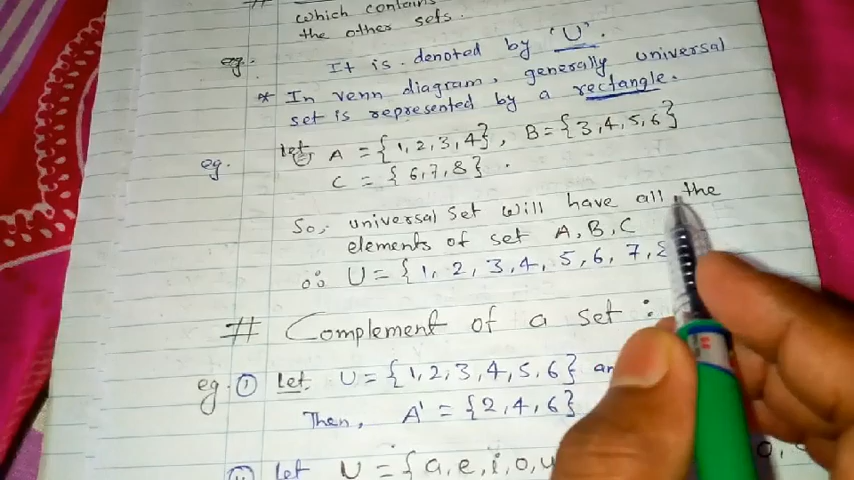 which contains
the other sets.
eg. It is denoted by 'U'.
* In venn diagram, generally universal
set is represented by a rectangle.
eg. let A = {1,2,3,4}, B={3,4,5,6}
C = {6,7,8}.
So, universal set will have all the
elements of set A, B, C
∴ U = {1, 2, 3, 4, 5, 6, 7, 8
# Complement of a set :
eg. (i) Let U = {1,2,3,4,5,6}
Then, A' = {2,4,6}
(ii) let U = {a,e,i,o,u